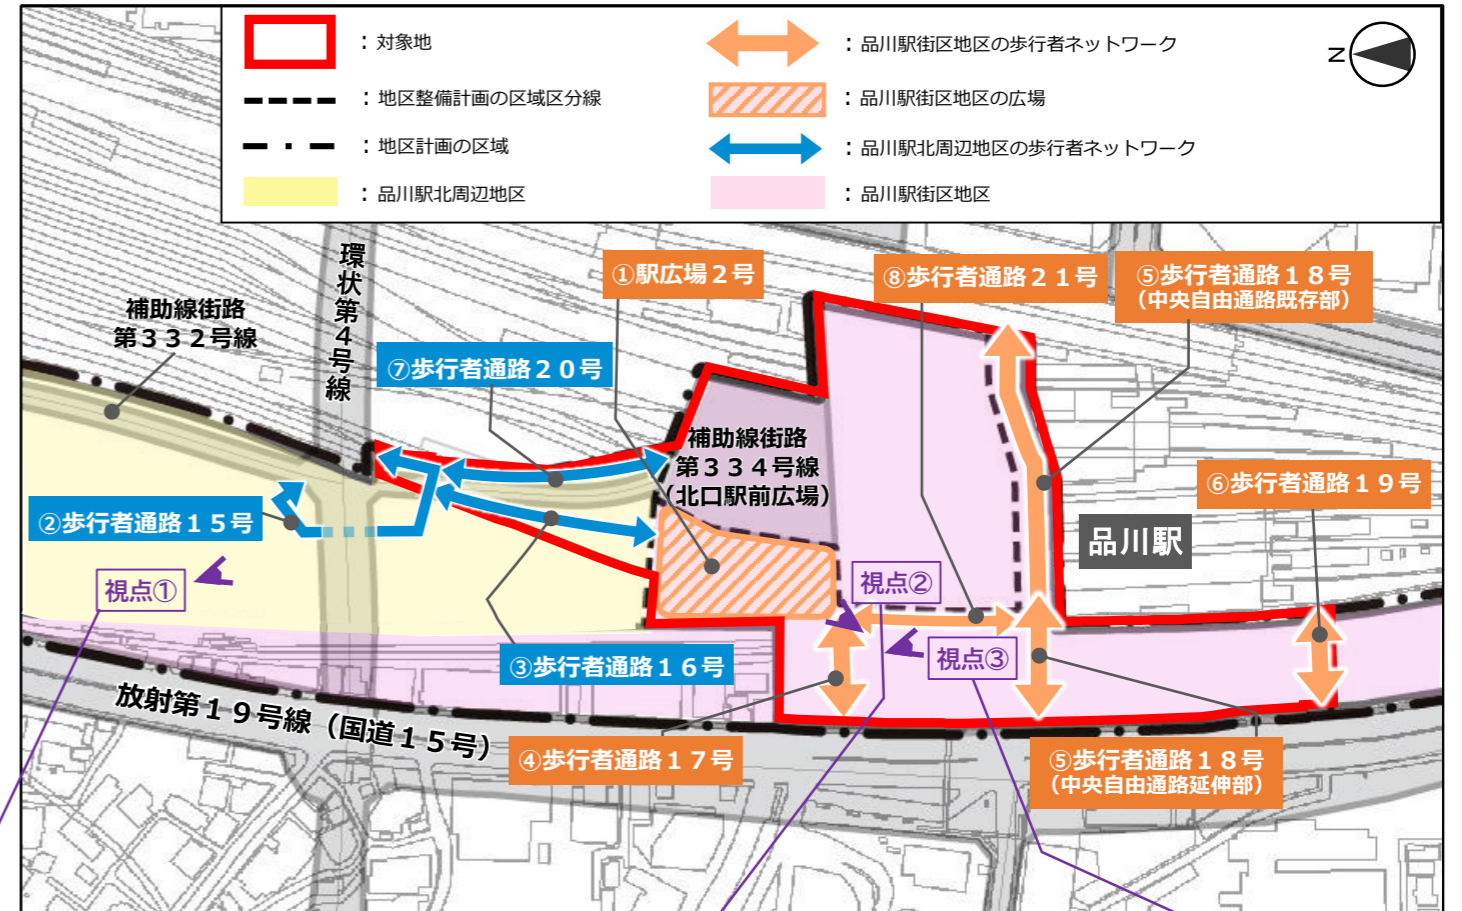 ：対象地
：地区整備計画の区域区分線
：地区計画の区域
：品川駅北周辺地区
：品川駅街区地区の歩行者ネットワーク
：品川駅街区地区の広場
：品川駅北周辺地区の歩行者ネットワーク
：品川駅街区地区
N
環状第４号線
補助線街路
第３３２号線
①駅広場２号
⑧歩行者通路２１号
⑤歩行者通路１８号
（中央自由通路既存部）
⑦歩行者通路２０号
補助線街路
第３３４号線
（北口駅前広場）
⑥歩行者通路１９号
②歩行者通路１５号
品川駅
視点①
視点②
視点③
③歩行者通路１６号
放射第１９号線（国道１５号）
④歩行者通路１７号
⑤歩行者通路１８号
（中央自由通路延伸部）